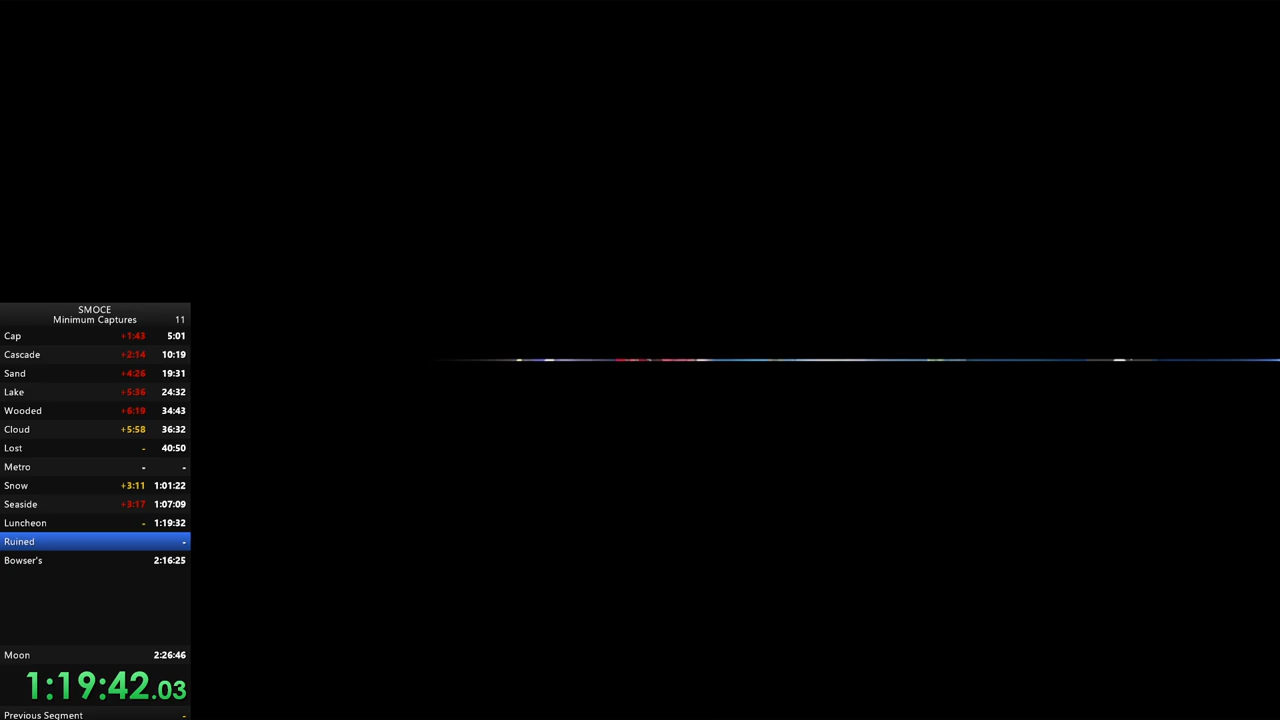 SMOCE
Minimum Captures 11
Cap +1:43 5:01
Cascade +2:14 10:19
Sand +4:26 19:31
Lake +5:36 24:32
Wooded +6:19 34:43
Cloud +5:58 36:32
Lost - 40:50
Metro - -
Snow +3:11 1:01:22
Seaside +3:17 1:07:09
Luncheon - 1:19:32
Ruined -
Bowser's 2:16:25
Moon 2:26:46
1:19:42.03
Previous Segment -